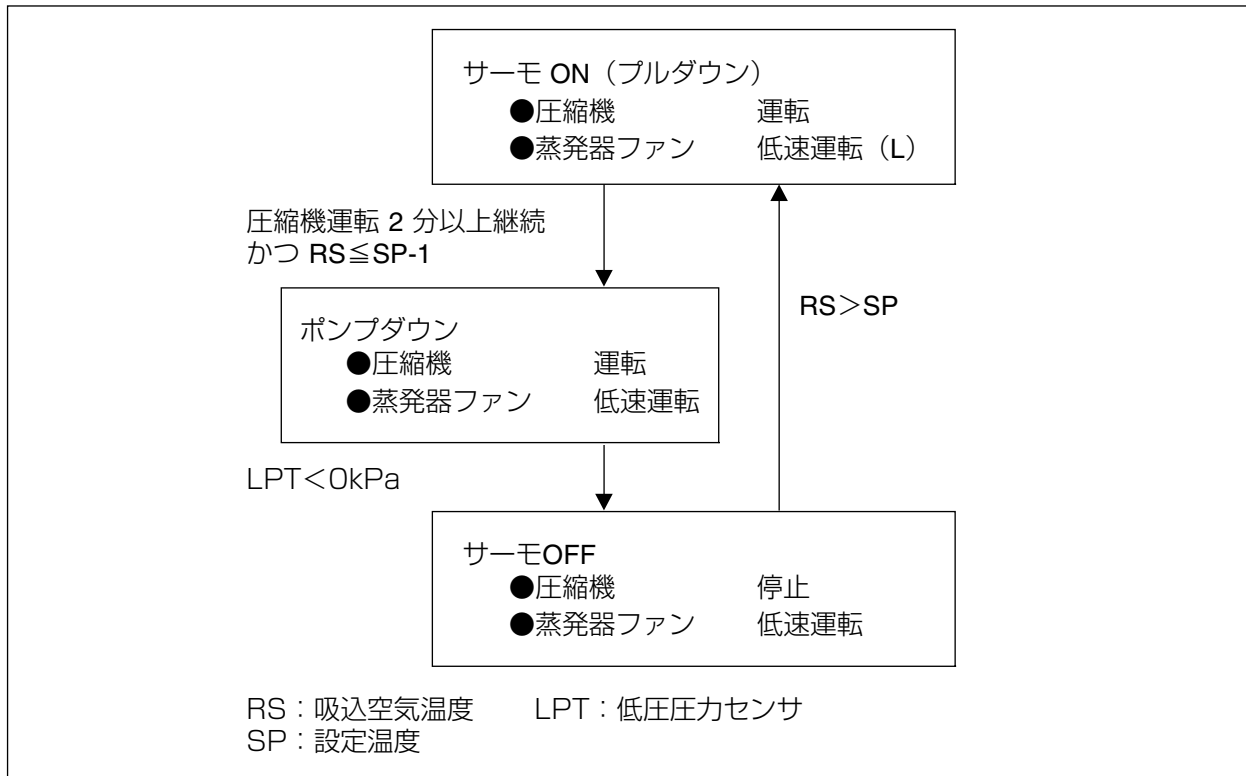 サーモ ON（プルダウン）
●圧縮機 運転
●蒸発器ファン 低速運転（L）
圧縮機運転 2 分以上継続
かつ RS≦SP-1
RS＞SP
ポンプダウン
●圧縮機 運転
●蒸発器ファン 低速運転
LPT＜0kPa
サーモOFF
●圧縮機 停止
●蒸発器ファン 低速運転
RS：吸込空気温度 LPT：低圧圧力センサ
SP：設定温度